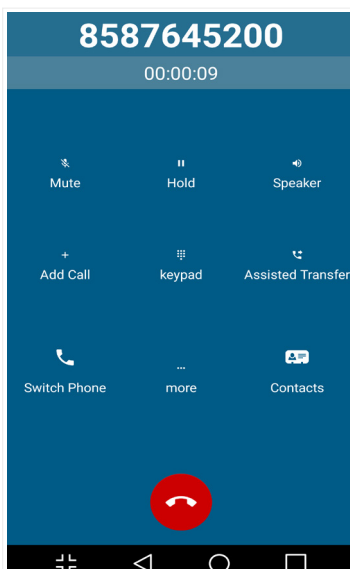 8587645200
00:00:09
Mute Hold Speaker
Add Call keypad Assisted Transfer
Switch Phone more Contacts